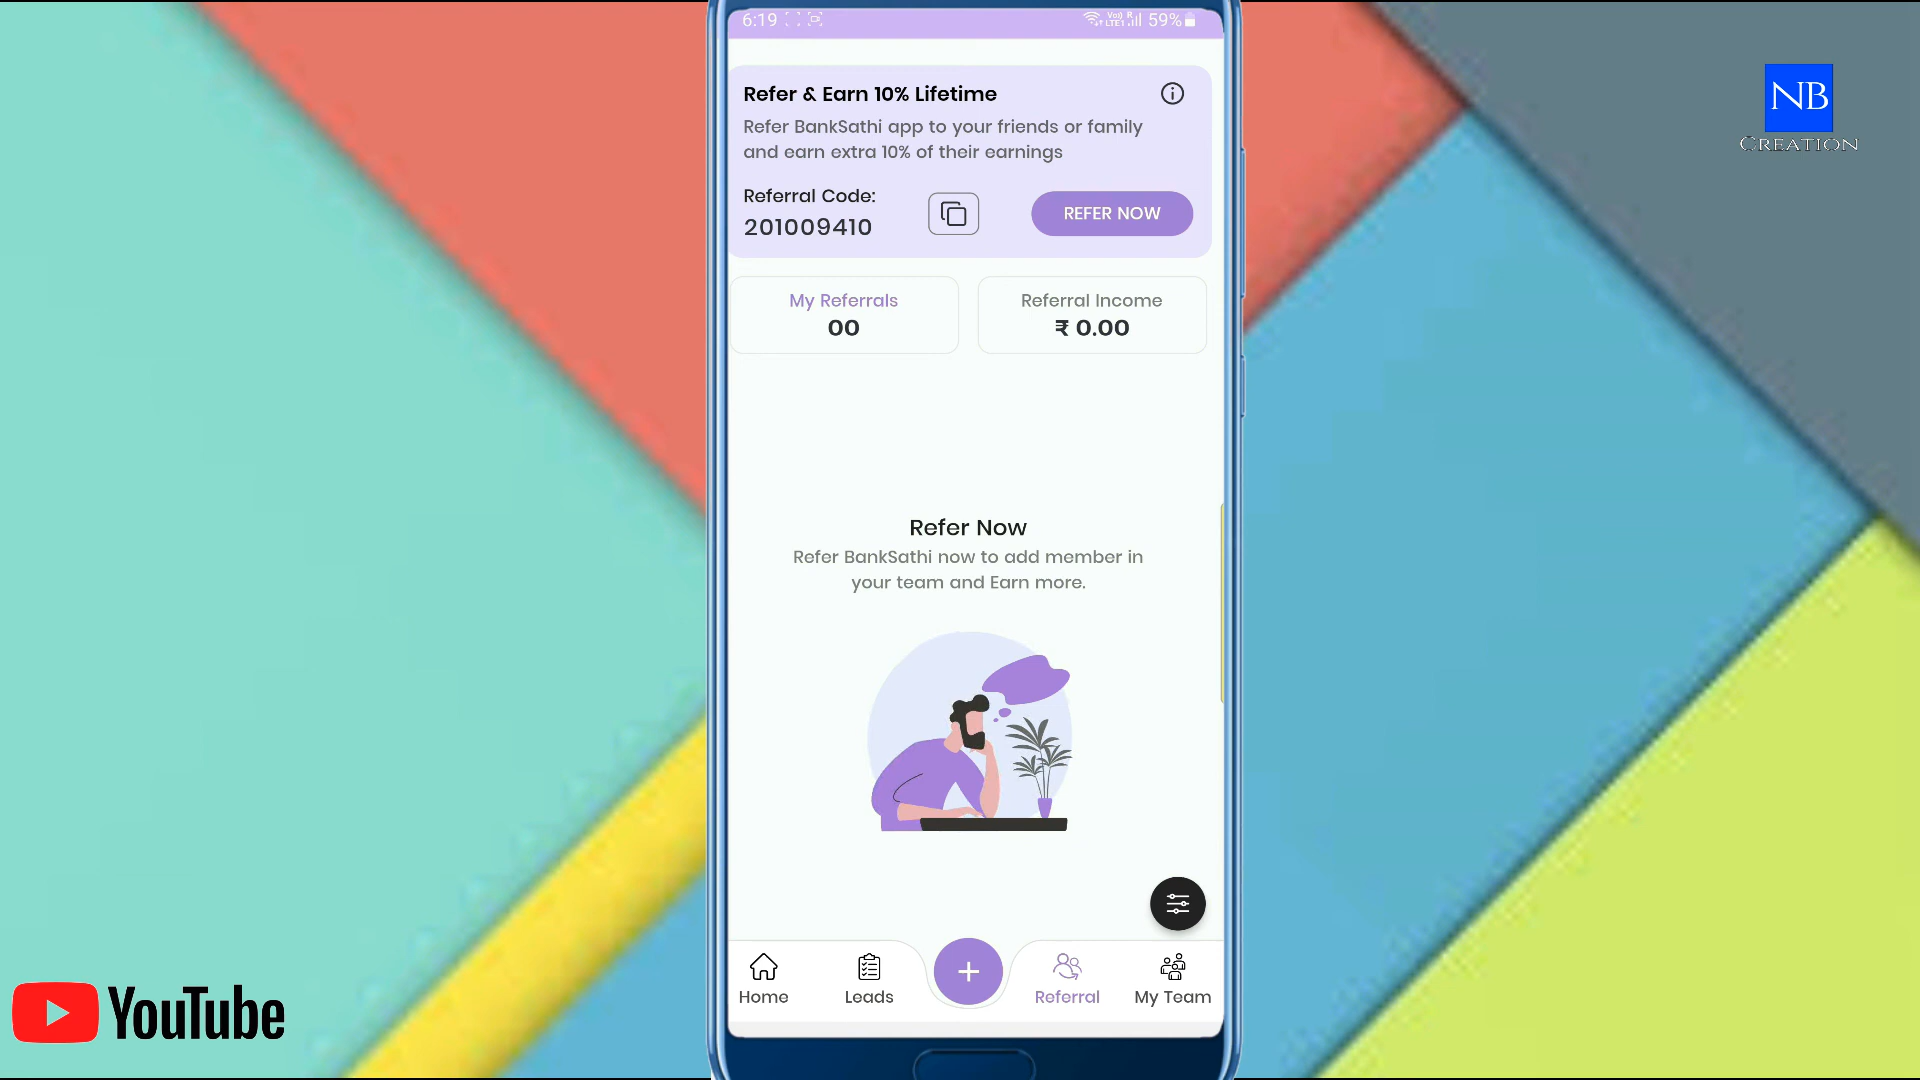 6:19
Vo))
LTE1
R
59%
Refer & Earn 10% Lifetime
Refer BankSathi app to your friends or family
and earn extra 10% of their earnings
Referral Code:
201009410
REFER NOW
My Referrals
00
Referral Income
₹ 0.00
Refer Now
Refer BankSathi now to add member in
your team and Earn more.
Home
Leads
Referral
My Team
NB
CREATION
YouTube